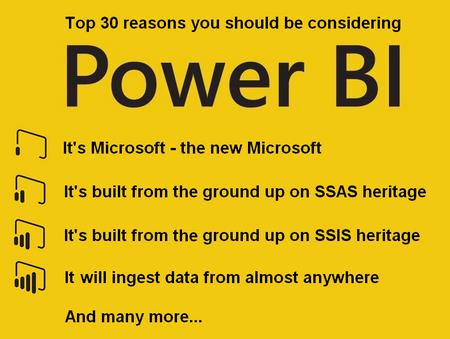 Top 30 reasons you should be considering
Power BI
It's Microsoft - the new Microsoft
It's built from the ground up on SSAS heritage
It's built from the ground up on SSIS heritage
It will ingest data from almost anywhere
And many more...